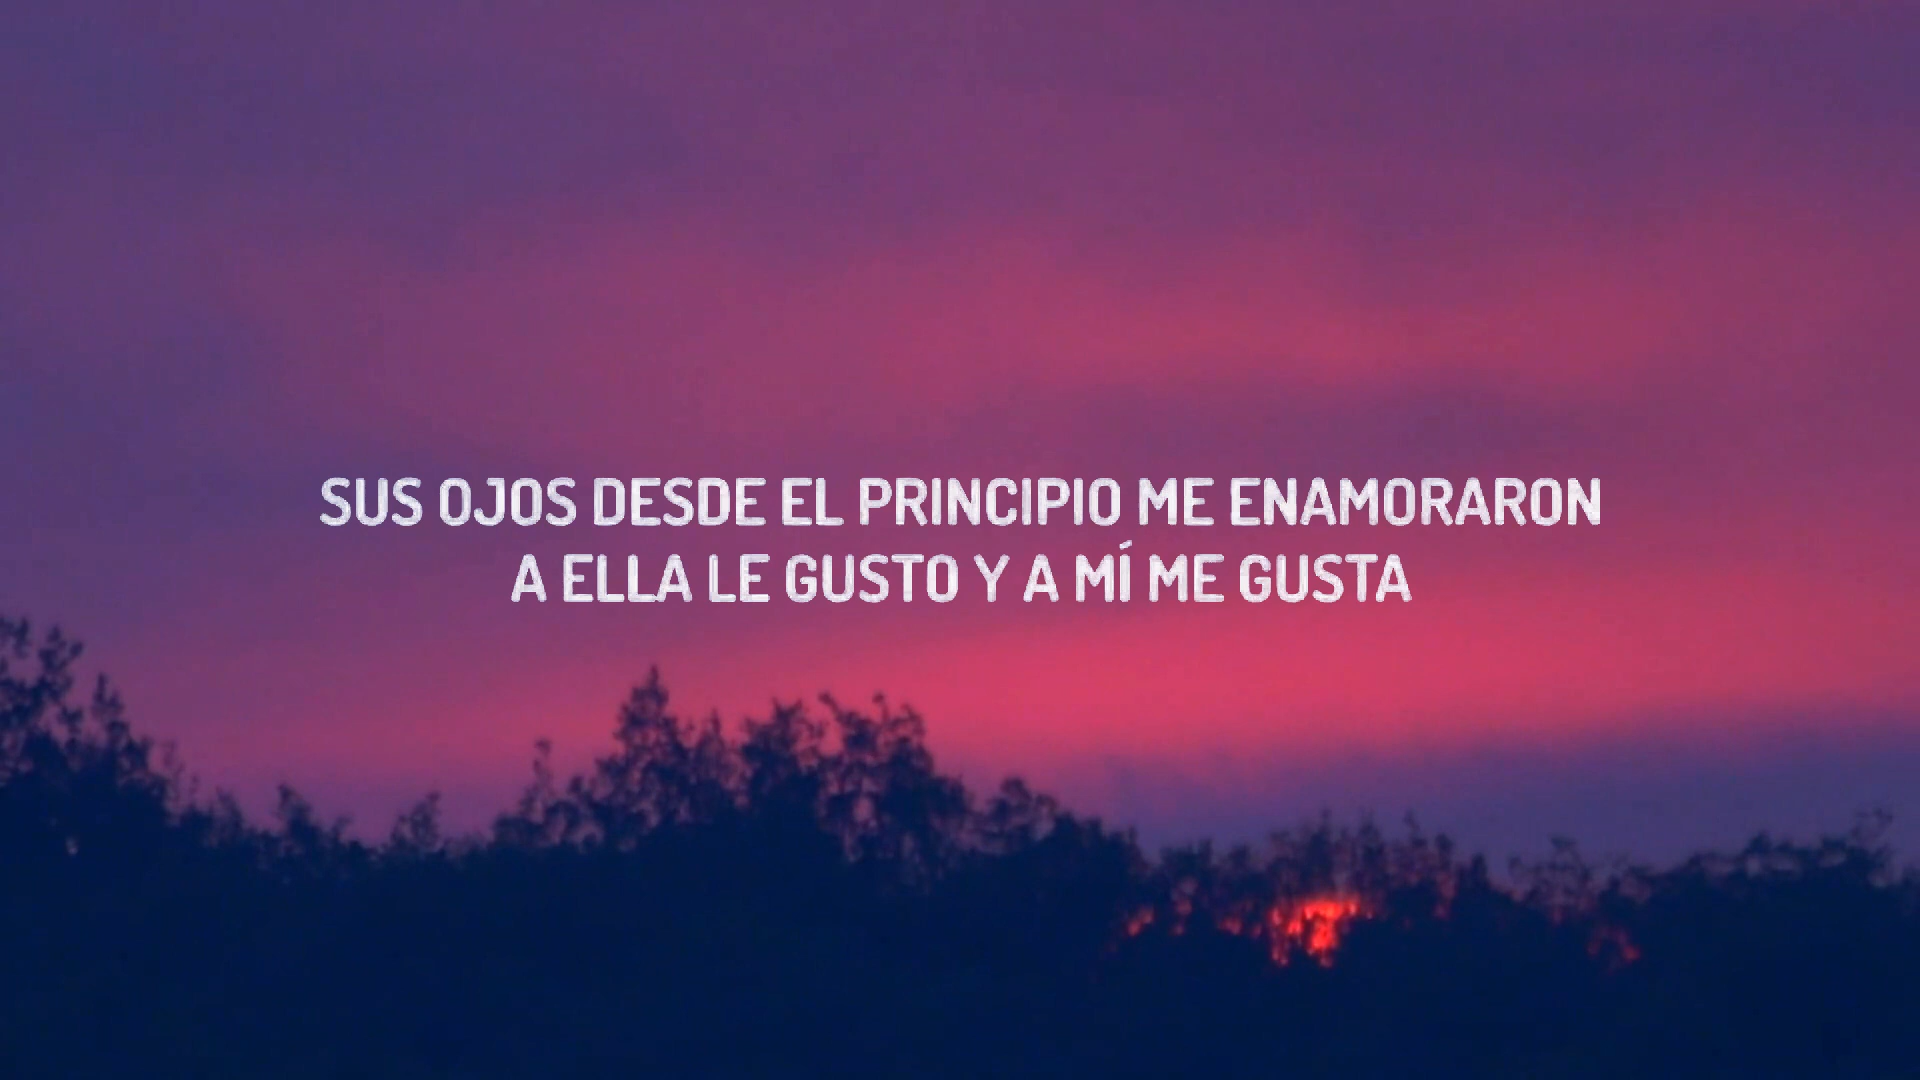 SUS OJOS DESDE EL PRINCIPIO ME ENAMORARON
A ELLA LE GUSTO Y A MÍ ME GUSTA